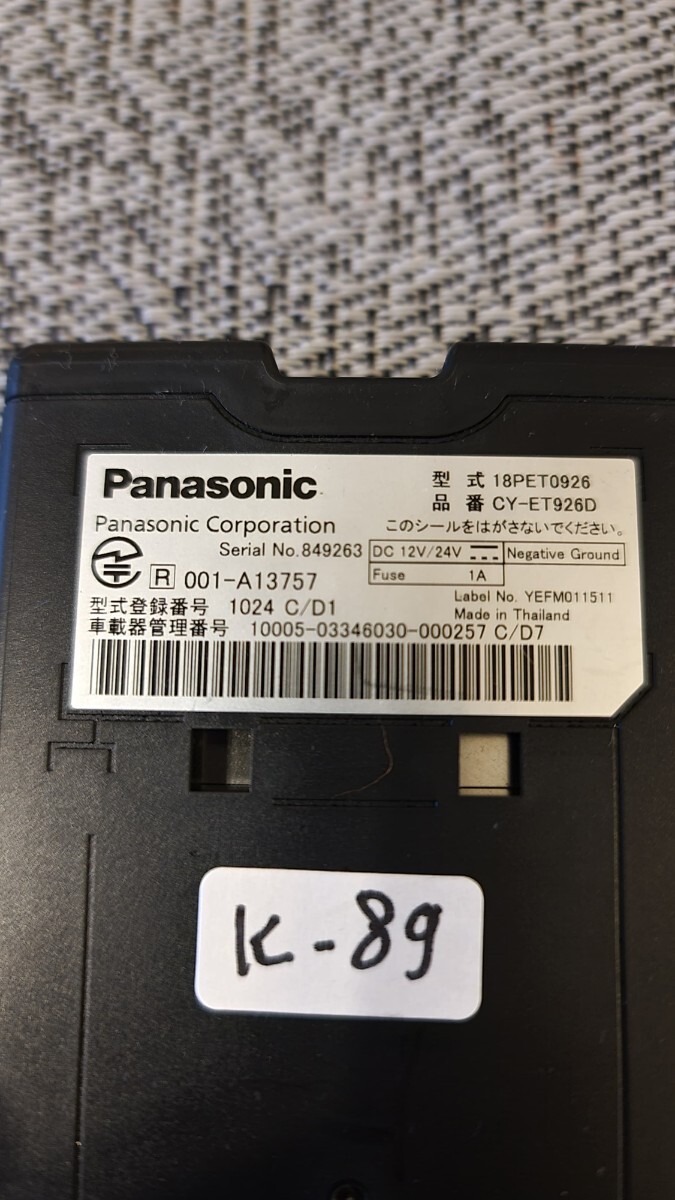 Panasonic
型 式 18PET0926
品 番 CY-ET926D
Panasonic Corporation
このシールをはがさないでください。
Serial No.849263
DC 12V/24V
Negative Ground
R 001-A13757
Fuse 1A
Label No. YEFM011511
型式登録番号 1024 C/D1
Made in Thailand
車載器管理番号 10005-03346030-000257 C/D7
K-89